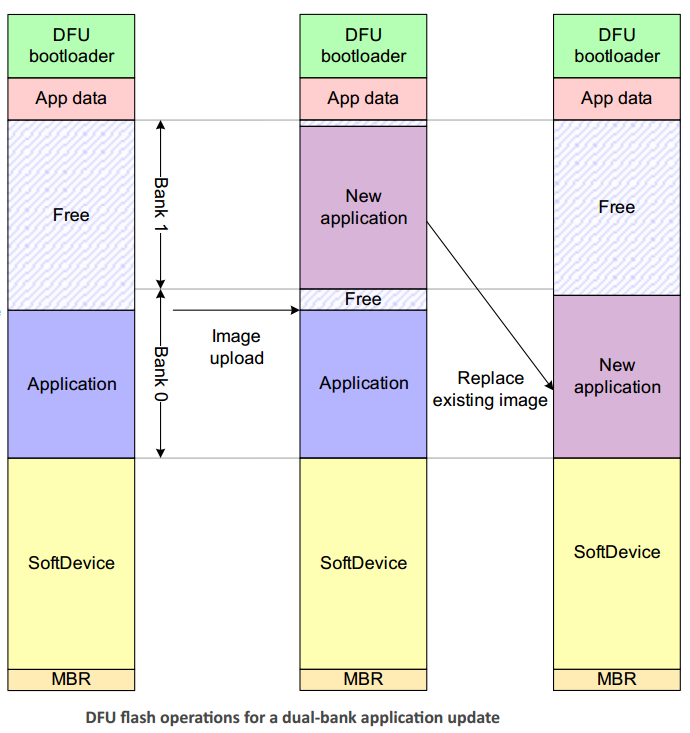 DFU
bootloader
App data
Free
Application
SoftDevice
MBR
Bank 1
Bank 0
Image
upload
DFU
bootloader
App data
New
application
Free
Application
SoftDevice
MBR
Replace
existing image
DFU
bootloader
App data
Free
New
application
SoftDevice
MBR
DFU flash operations for a dual-bank application update